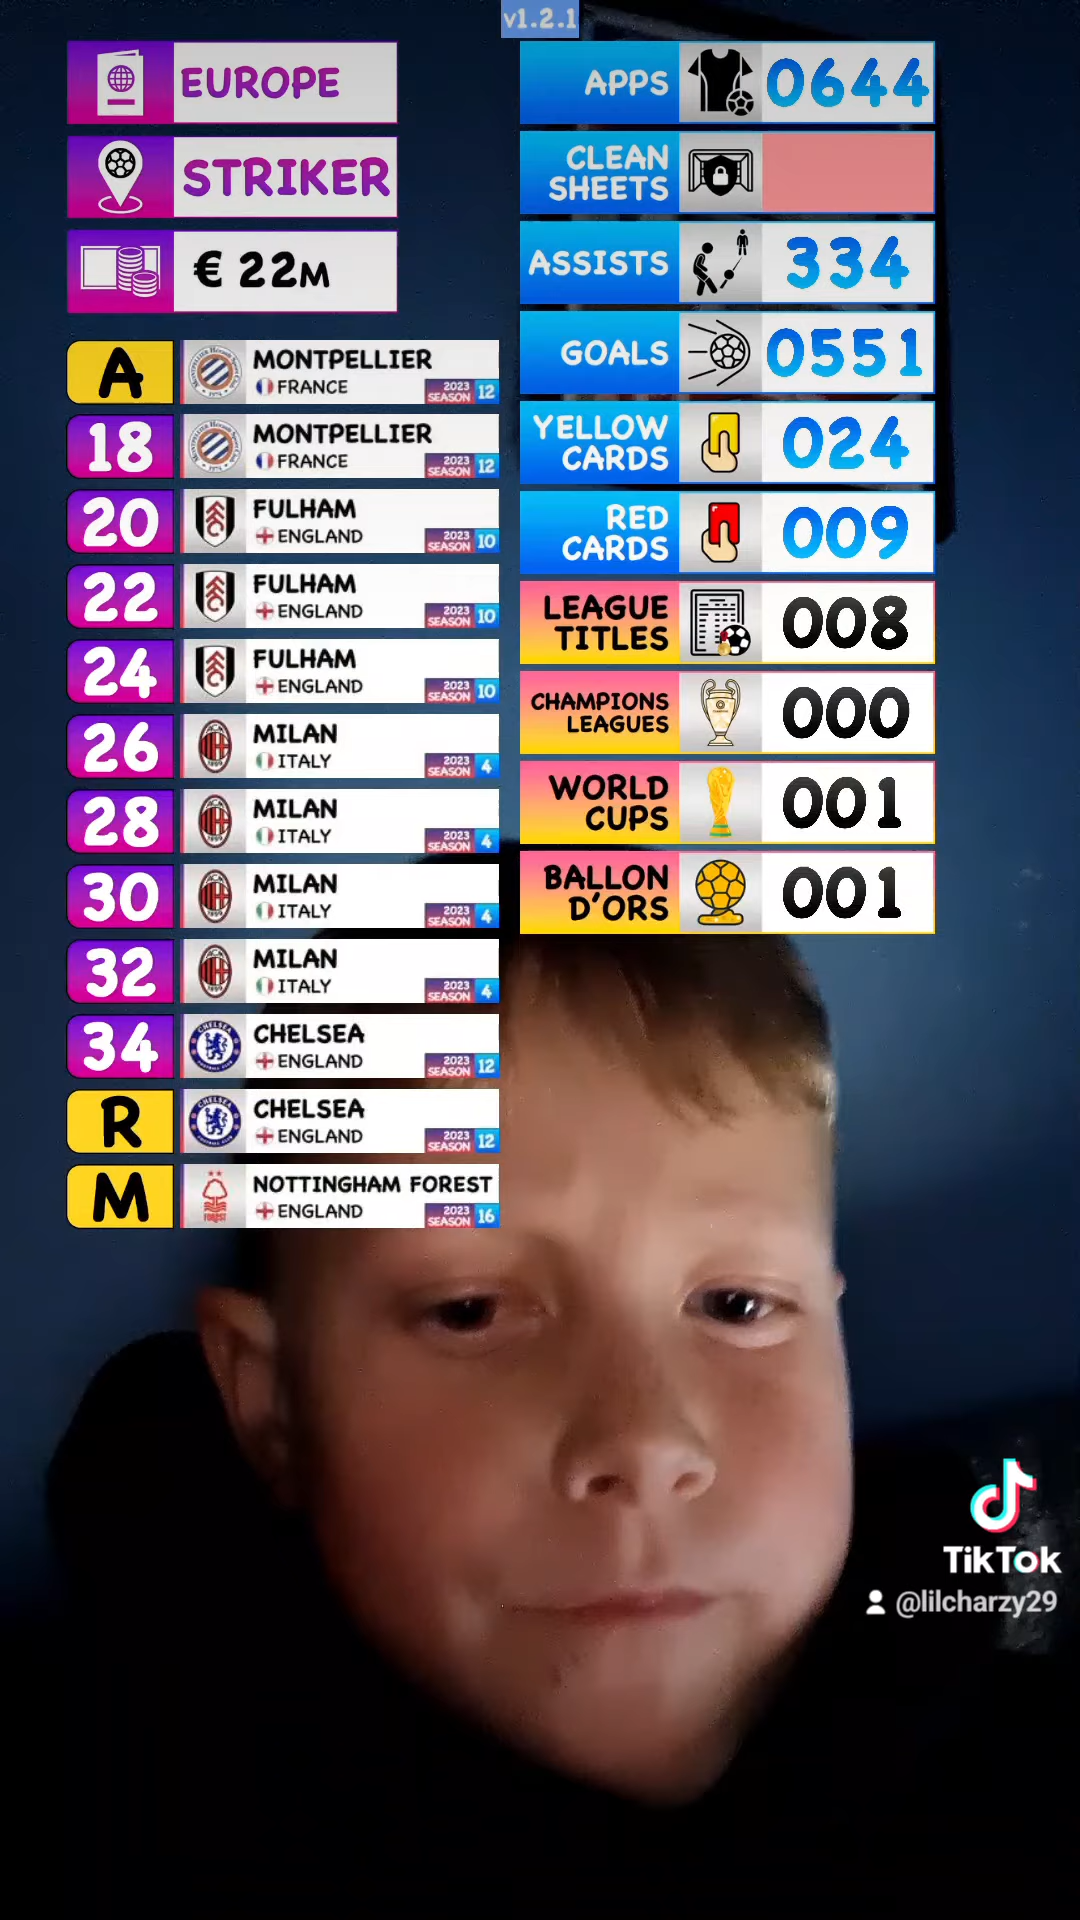 v1.2.1
EUROPE
STRIKER
€ 22M
A
MONTPELLIER
FRANCE
2023
SEASON 12
18
MONTPELLIER
FRANCE
2023
SEASON 12
20
FULHAM
ENGLAND
2023
SEASON 10
22
FULHAM
ENGLAND
2023
SEASON 10
24
FULHAM
ENGLAND
2023
SEASON 10
26
MILAN
ITALY
2023
SEASON 4
28
MILAN
ITALY
2023
SEASON 4
30
MILAN
ITALY
2023
SEASON 4
32
MILAN
ITALY
2023
SEASON 4
34
CHELSEA
ENGLAND
2023
SEASON 12
R
CHELSEA
ENGLAND
2023
SEASON 12
M
NOTTINGHAM FOREST
ENGLAND
2023
SEASON 16
APPS 0644
CLEAN
SHEETS
ASSISTS 334
GOALS 0551
YELLOW
CARDS 024
RED
CARDS 009
LEAGUE
TITLES 008
CHAMPIONS
LEAGUES 000
WORLD
CUPS 001
BALLON
D'ORS 001
TikTok
@lilcharzy29